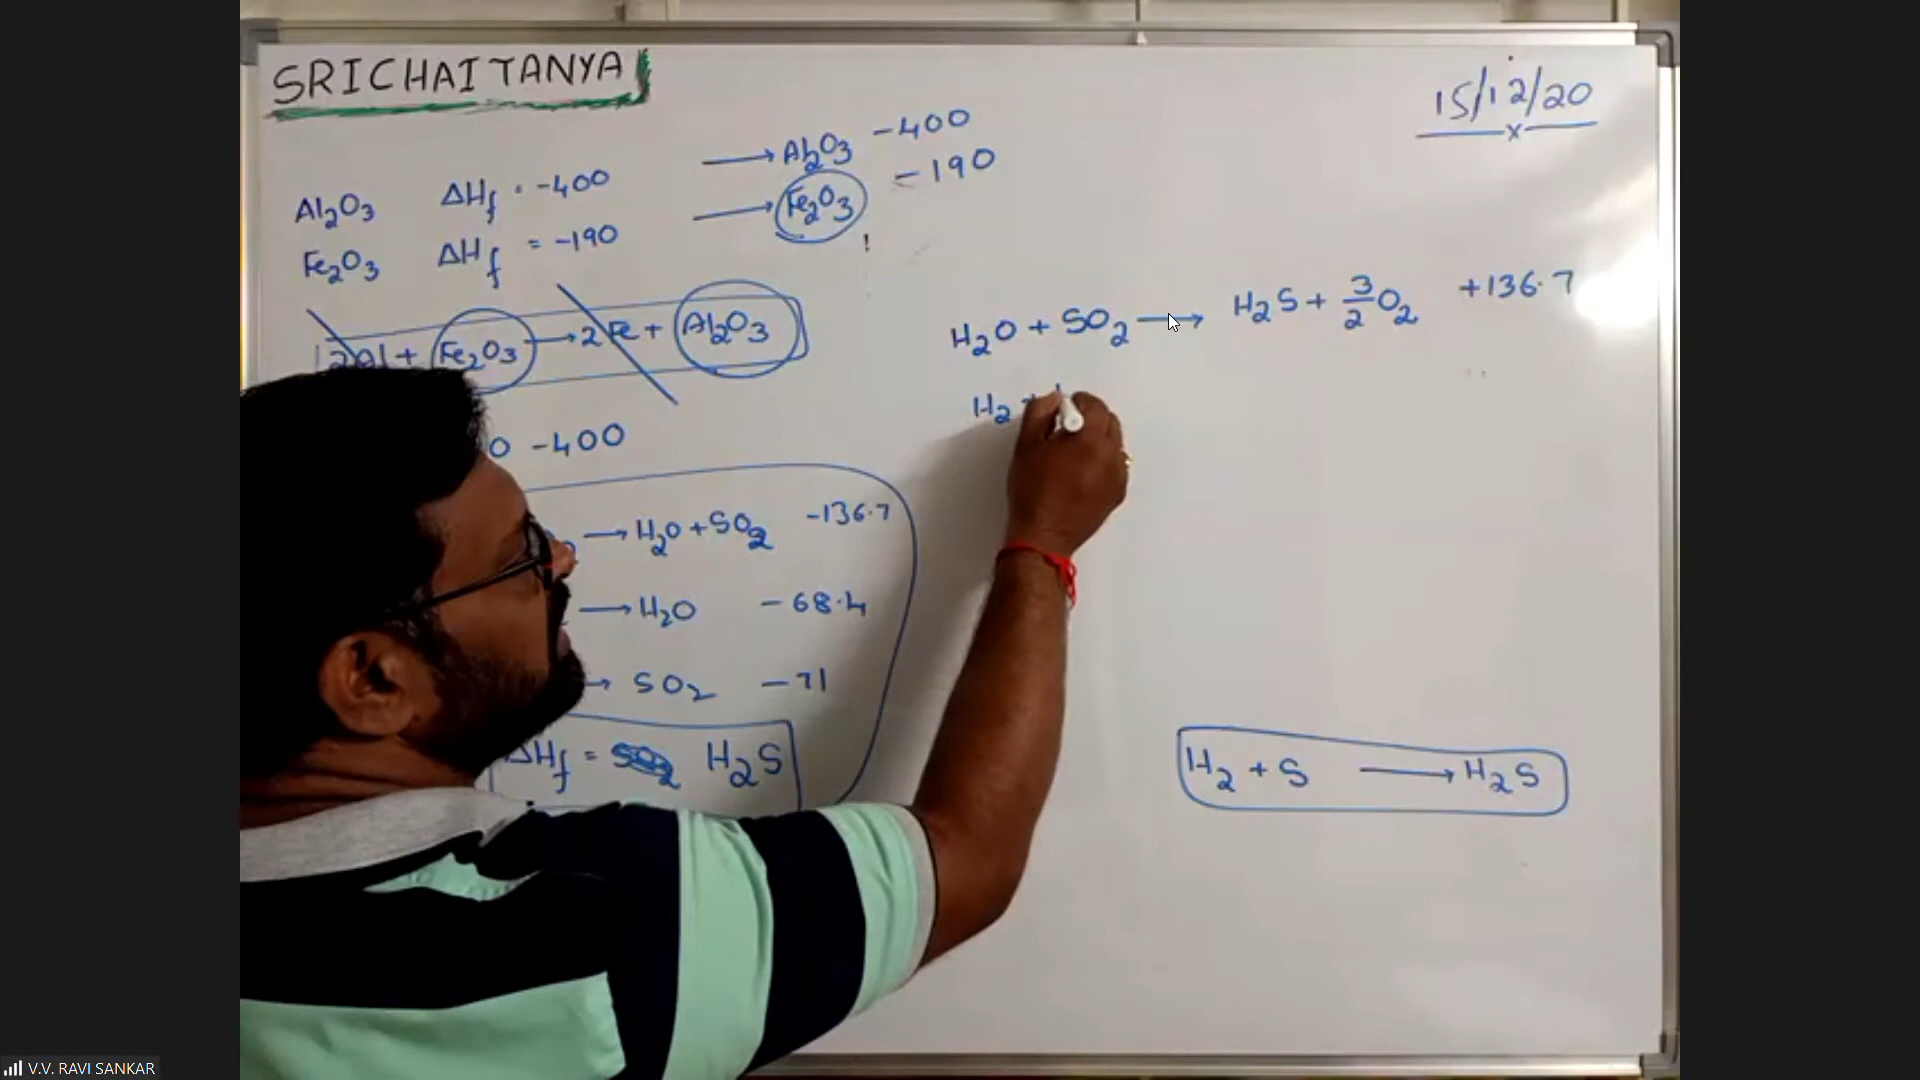 SRICHAITANYA
15/12/20
Al₂O₃ ΔHf = -400 ⟶ Al₂O₃ -400
Fe₂O₃ ΔHf = -190 ⟶ Fe₂O₃ -190
2Al + Fe₂O₃ ⟶ 2Fe + Al₂O₃
H₂O + SO₂ ⟶ H₂S + 3/2 O₂ +136.7
H₂ +
0 -400
⟶ H₂O + SO₂ -136.7
⟶ H₂O -68.4
⟶ SO₂ -71
ΔHf = H₂S
H₂ + S ⟶ H₂S
V.V. RAVI SANKAR